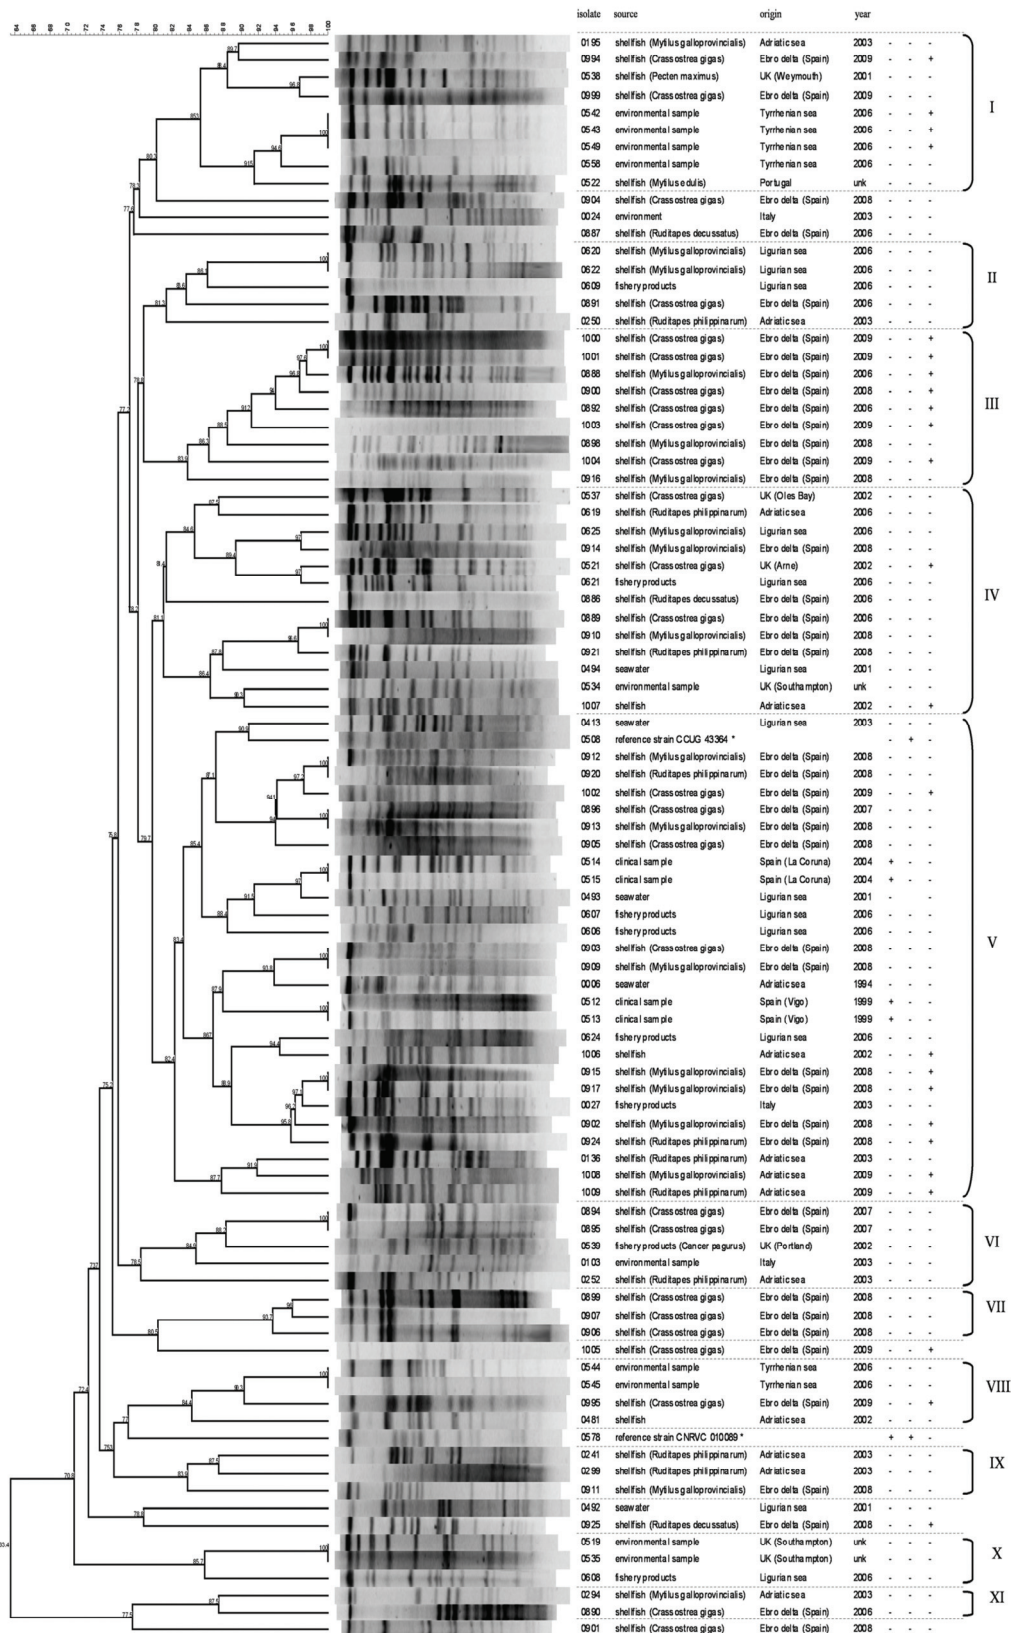 isolate source origin year
64 68 70 72 74 76 78 80 82 84 86 88 90 92 94 96 98 100
0195 shellfish (Mytilus galloprovincialis) Adriatic sea 2003 - - -
0994 shellfish (Crassostrea gigas) Ebro delta (Spain) 2009 - - +
0538 shellfish (Pecten maximus) UK (Weymouth) 2001 - - -
0999 shellfish (Crassostrea gigas) Ebro delta (Spain) 2009 - - -
I
0542 environmental sample Tyrrhenian sea 2006 - - +
0543 environmental sample Tyrrhenian sea 2006 - - +
0549 environmental sample Tyrrhenian sea 2006 - - +
0558 environmental sample Tyrrhenian sea 2006 - - -
0522 shellfish (Mytilus edulis) Portugal unk - - -
0904 shellfish (Crassostrea gigas) Ebro delta (Spain) 2008 - - -
0024 environment Italy 2003 - - -
0887 shellfish (Ruditapes decussatus) Ebro delta (Spain) 2006 - - -
0620 shellfish (Mytilus galloprovincialis) Ligurian sea 2006 - - -
0622 shellfish (Mytilus galloprovincialis) Ligurian sea 2006 - - -
II
0609 fishery products Ligurian sea 2006 - - -
0891 shellfish (Crassostrea gigas) Ebro delta (Spain) 2006 - - -
0250 shellfish (Ruditapes philippinarum) Adriatic sea 2003 - - -
1000 shellfish (Crassostrea gigas) Ebro delta (Spain) 2009 - - +
1001 shellfish (Crassostrea gigas) Ebro delta (Spain) 2009 - - +
0888 shellfish (Mytilus galloprovincialis) Ebro delta (Spain) 2006 - - +
0900 shellfish (Crassostrea gigas) Ebro delta (Spain) 2008 - - +
III
0892 shellfish (Crassostrea gigas) Ebro delta (Spain) 2006 - - +
1003 shellfish (Crassostrea gigas) Ebro delta (Spain) 2009 - - +
0898 shellfish (Mytilus galloprovincialis) Ebro delta (Spain) 2008 - - -
1004 shellfish (Crassostrea gigas) Ebro delta (Spain) 2009 - - +
0916 shellfish (Mytilus galloprovincialis) Ebro delta (Spain) 2008 - - -
0537 shellfish (Crassostrea gigas) UK (Oles Bay) 2002 - - -
0619 shellfish (Ruditapes philippinarum) Adriatic sea 2006 - - -
0625 shellfish (Mytilus galloprovincialis) Ligurian sea 2006 - - -
0914 shellfish (Mytilus galloprovincialis) Ebro delta (Spain) 2008 - - -
0521 shellfish (Crassostrea gigas) UK (Arne) 2002 - - +
0621 fishery products Ligurian sea 2006 - - -
IV
0886 shellfish (Ruditapes decussatus) Ebro delta (Spain) 2006 - - -
0889 shellfish (Crassostrea gigas) Ebro delta (Spain) 2006 - - -
0910 shellfish (Mytilus galloprovincialis) Ebro delta (Spain) 2008 - - -
0921 shellfish (Ruditapes philippinarum) Ebro delta (Spain) 2008 - - -
0494 seawater Ligurian sea 2001 - - -
0534 environmental sample UK (Southampton) unk - - -
1007 shellfish Adriatic sea 2002 - - +
0413 seawater Ligurian sea 2003 - - -
0508 reference strain CCUG 43364 * - + -
0912 shellfish (Mytilus galloprovincialis) Ebro delta (Spain) 2008 - - -
0920 shellfish (Ruditapes philippinarum) Ebro delta (Spain) 2008 - - -
1002 shellfish (Crassostrea gigas) Ebro delta (Spain) 2009 - - +
0896 shellfish (Crassostrea gigas) Ebro delta (Spain) 2007 - - -
0913 shellfish (Mytilus galloprovincialis) Ebro delta (Spain) 2008 - - -
0905 shellfish (Crassostrea gigas) Ebro delta (Spain) 2008 - - -
0514 clinical sample Spain (La Coruna) 2004 + - -
0515 clinical sample Spain (La Coruna) 2004 + - -
0493 seawater Ligurian sea 2001 - - -
0607 fishery products Ligurian sea 2006 - - -
0606 fishery products Ligurian sea 2006 - - -
V
0903 shellfish (Crassostrea gigas) Ebro delta (Spain) 2008 - - -
0909 shellfish (Mytilus galloprovincialis) Ebro delta (Spain) 2008 - - -
0006 seawater Adriatic sea 1994 - - -
0512 clinical sample Spain (Vigo) 1999 + - -
0513 clinical sample Spain (Vigo) 1999 + - -
0624 fishery products Ligurian sea 2006 - - -
1006 shellfish Adriatic sea 2002 - - +
0915 shellfish (Mytilus galloprovincialis) Ebro delta (Spain) 2008 - - +
0917 shellfish (Mytilus galloprovincialis) Ebro delta (Spain) 2008 - - +
0027 fishery products Italy 2003 - - -
0902 shellfish (Mytilus galloprovincialis) Ebro delta (Spain) 2008 - - +
0924 shellfish (Ruditapes philippinarum) Ebro delta (Spain) 2008 - - +
0136 shellfish (Ruditapes philippinarum) Adriatic sea 2003 - - -
1008 shellfish (Mytilus galloprovincialis) Adriatic sea 2009 - - +
1009 shellfish (Ruditapes philippinarum) Adriatic sea 2009 - - +
0894 shellfish (Crassostrea gigas) Ebro delta (Spain) 2007 - - -
0895 shellfish (Crassostrea gigas) Ebro delta (Spain) 2007 - - -
VI
0539 fishery products (Cancer pagurus) UK (Portland) 2002 - - -
0103 environmental sample Italy 2003 - - -
0252 shellfish (Ruditapes philippinarum) Adriatic sea 2003 - - -
0899 shellfish (Crassostrea gigas) Ebro delta (Spain) 2008 - - -
VII
0907 shellfish (Crassostrea gigas) Ebro delta (Spain) 2008 - - -
0906 shellfish (Crassostrea gigas) Ebro delta (Spain) 2008 - - -
1005 shellfish (Crassostrea gigas) Ebro delta (Spain) 2009 - - +
0544 environmental sample Tyrrhenian sea 2006 - - -
0545 environmental sample Tyrrhenian sea 2006 - - -
VIII
0995 shellfish (Crassostrea gigas) Ebro delta (Spain) 2009 - - +
0481 shellfish Adriatic sea 2002 - - -
0578 reference strain CNRVC 010089 * + + -
0241 shellfish (Ruditapes philippinarum) Adriatic sea 2003 - - -
IX
0299 shellfish (Ruditapes philippinarum) Adriatic sea 2003 - - -
0911 shellfish (Mytilus galloprovincialis) Ebro delta (Spain) 2008 - - -
0492 seawater Ligurian sea 2001 - - -
0925 shellfish (Ruditapes decussatus) Ebro delta (Spain) 2008 - - +
0519 environmental sample UK (Southampton) unk - - -
X
0535 environmental sample UK (Southampton) unk - - -
0608 fishery products Ligurian sea 2006 - - -
0294 shellfish (Mytilus galloprovincialis) Adriatic sea 2003 - - -
XI
0890 shellfish (Crassostrea gigas) Ebro delta (Spain) 2006 - - -
0901 shellfish (Crassostrea gigas) Ebro delta (Spain) 2008 - - -